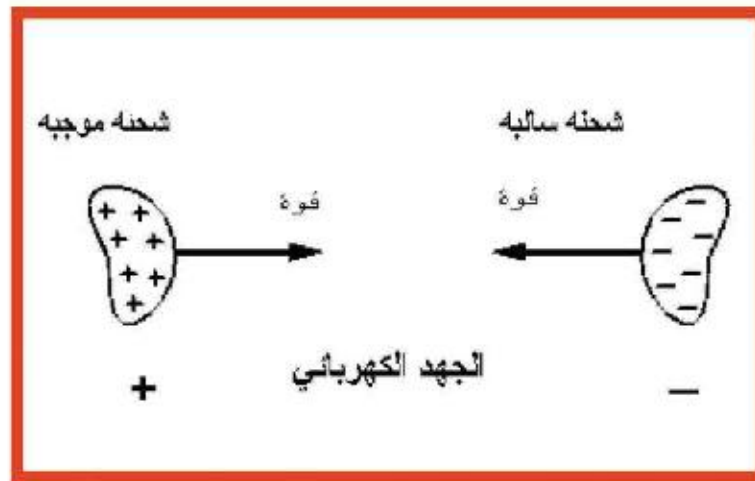 شحنه موجبه
شحنه سالبه
قوة
قوة
الجهد الكهربائي
+
−